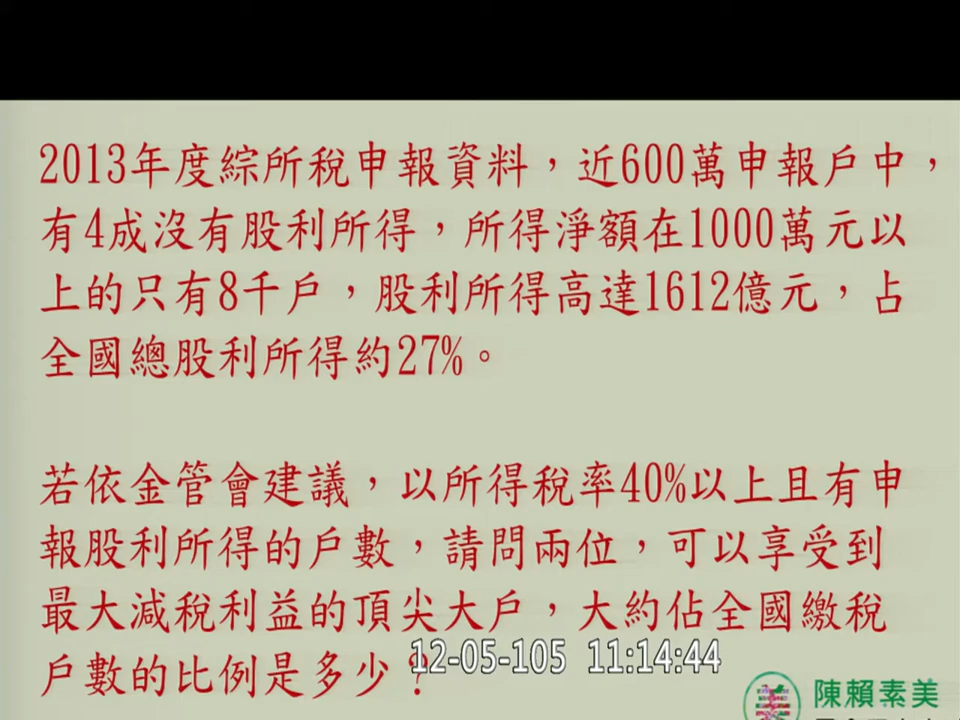 2013年度綜所稅申報資料，近600萬申報戶中，
有4成沒有股利所得，所得淨額在1000萬元以
上的只有8千戶，股利所得高達1612億元，占
全國總股利所得約27%。
若依金管會建議，以所得稅率40%以上且有申
報股利所得的戶數，請問兩位，可以享受到
最大減稅利益的頂尖大戶，大約佔全國繳稅
戶數的比例是多少？
12-05-105 11:14:44
陳賴素美